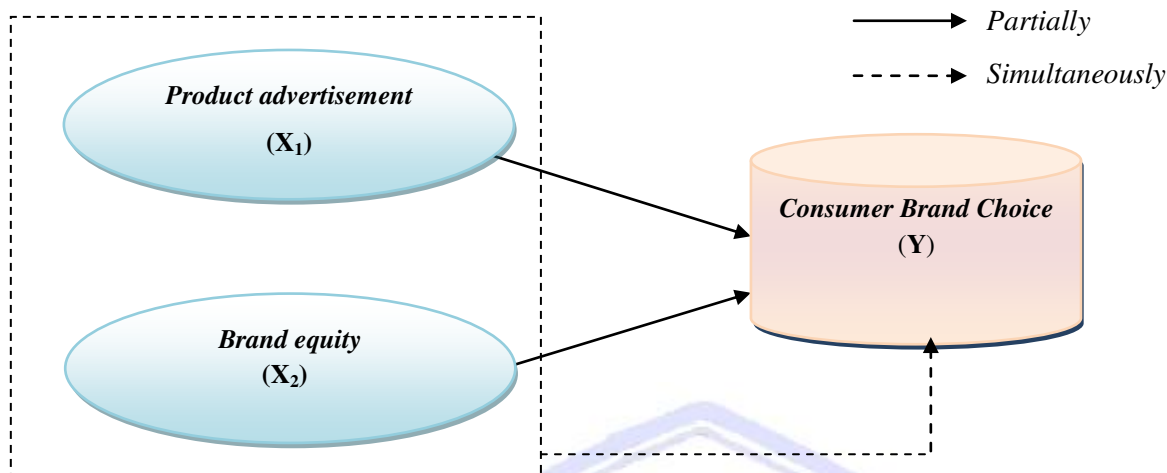 Partially
Simultaneously
Product advertisement
(X₁)
Consumer Brand Choice
(Y)
Brand equity
(X₂)